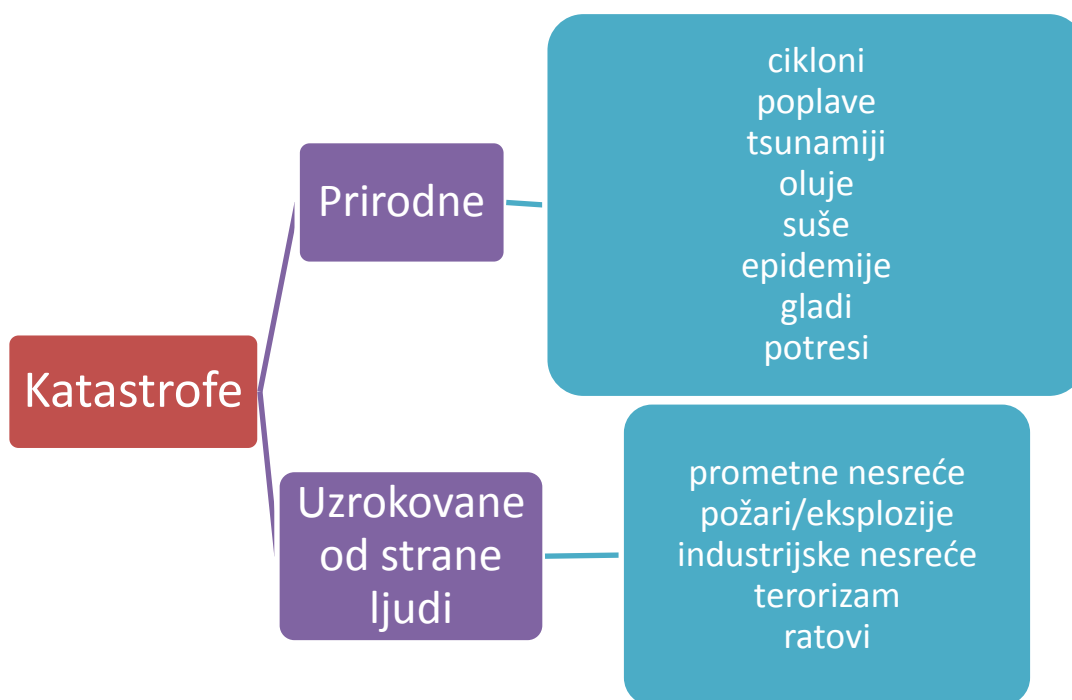 Katastrofe
Prirodne
cikloni
poplave
tsunamiji
oluje
suše
epidemije
gladi
potresi
Uzrokovane
od strane
ljudi
prometne nesreće
požari/eksplozije
industrijske nesreće
terorizam
ratovi